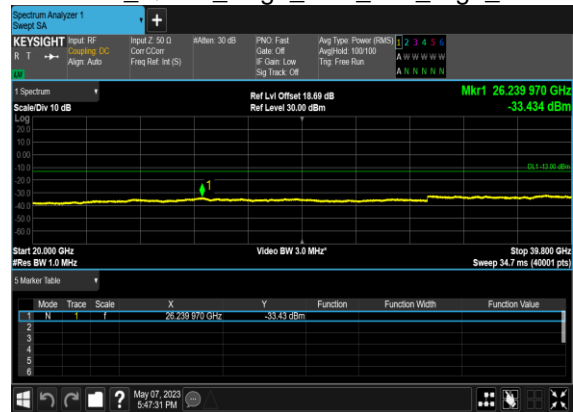 Spectrum Analyzer 1
Swept SA
+
KEYSIGHT
R T
LU
Input: RF
Coupling: DC
Align: Auto
Input Z: 50 Ω
Corr CCorr
Freq Ref: Int (S)
#Atten: 30 dB
PNO: Fast
Gate: Off
IF Gain: Low
Sig Track: Off
Avg Type: Power (RMS)
Avg|Hold: 100/100
Trig: Free Run
1 2 3 4 5 6
A W W W W W
A N N N N N
1 Spectrum
Scale/Div 10 dB
Ref Lvl Offset 18.69 dB
Ref Level 30.00 dBm
Mkr1 26.239 970 GHz
-33.434 dBm
Log
20.0
10.0
0.00
-10.0
-20.0
-30.0
-40.0
-50.0
-60.0
1
DL1 -13.00 dBm
Start 20.000 GHz
#Res BW 1.0 MHz
Video BW 3.0 MHz*
Stop 39.800 GHz
Sweep 34.7 ms (40001 pts)
5 Marker Table
Mode Trace Scale X Y Function Function Width Function Value
1 N 1 f 26.239 970 GHz -33.43 dBm
2
3
4
5
6
? May 07, 2023
5:47:31 PM